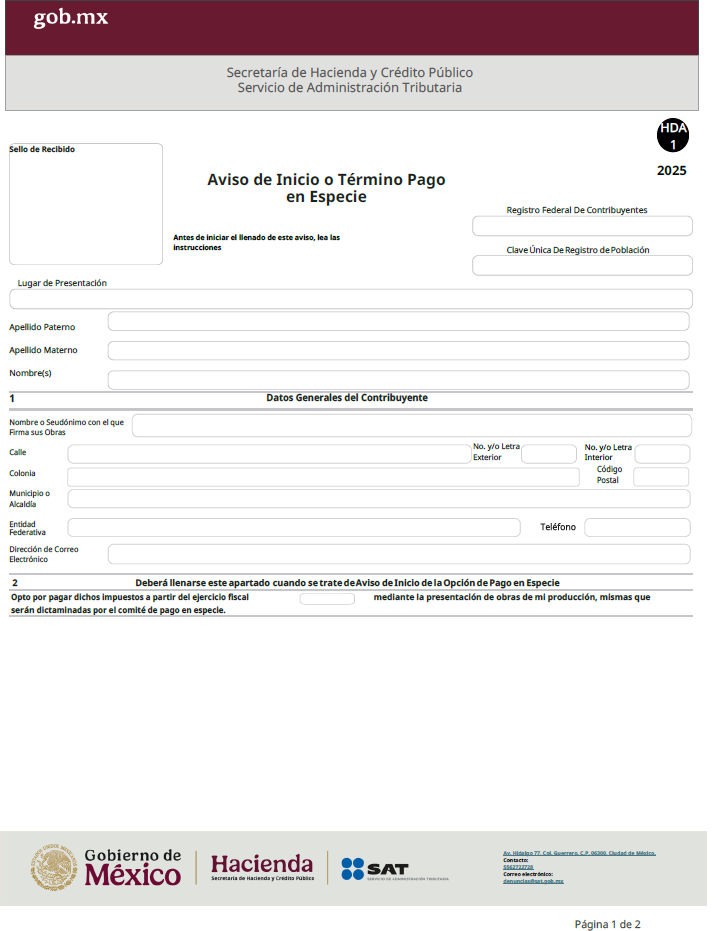 gob.mx
Secretaría de Hacienda y Crédito Público
Servicio de Administración Tributaria
HDA
1
2025
Sello de Recibido
Aviso de Inicio o Término Pago
en Especie
Antes de iniciar el llenado de este aviso, lea las
instrucciones
Registro Federal De Contribuyentes
Clave Única De Registro de Población
Lugar de Presentación
Apellido Paterno
Apellido Materno
Nombre(s)
1 Datos Generales del Contribuyente
Nombre o Seudónimo con el que
Firma sus Obras
Calle
No. y/o Letra
Exterior
No. y/o Letra
Interior
Colonia
Código
Postal
Municipio o
Alcaldía
Entidad
Federativa
Teléfono
Dirección de Correo
Electrónico
2 Deberá llenarse este apartado cuando se trate de Aviso de Inicio de la Opción de Pago en Especie
Opto por pagar dichos impuestos a partir del ejercicio fiscal mediante la presentación de obras de mi producción, mismas que
serán dictaminadas por el comité de pago en especie.
ESTADOS UNIDOS MEXICANOS
Gobierno de
México
Hacienda
Secretaría de Hacienda y Crédito Público
SAT
SERVICIO DE ADMINISTRACIÓN TRIBUTARIA
Av. Hidalgo 77, Col. Guerrero, C.P. 06300, Ciudad de México.
Contacto:
5562722728
Correo electrónico:
denuncias@sat.gob.mx
Página 1 de 2